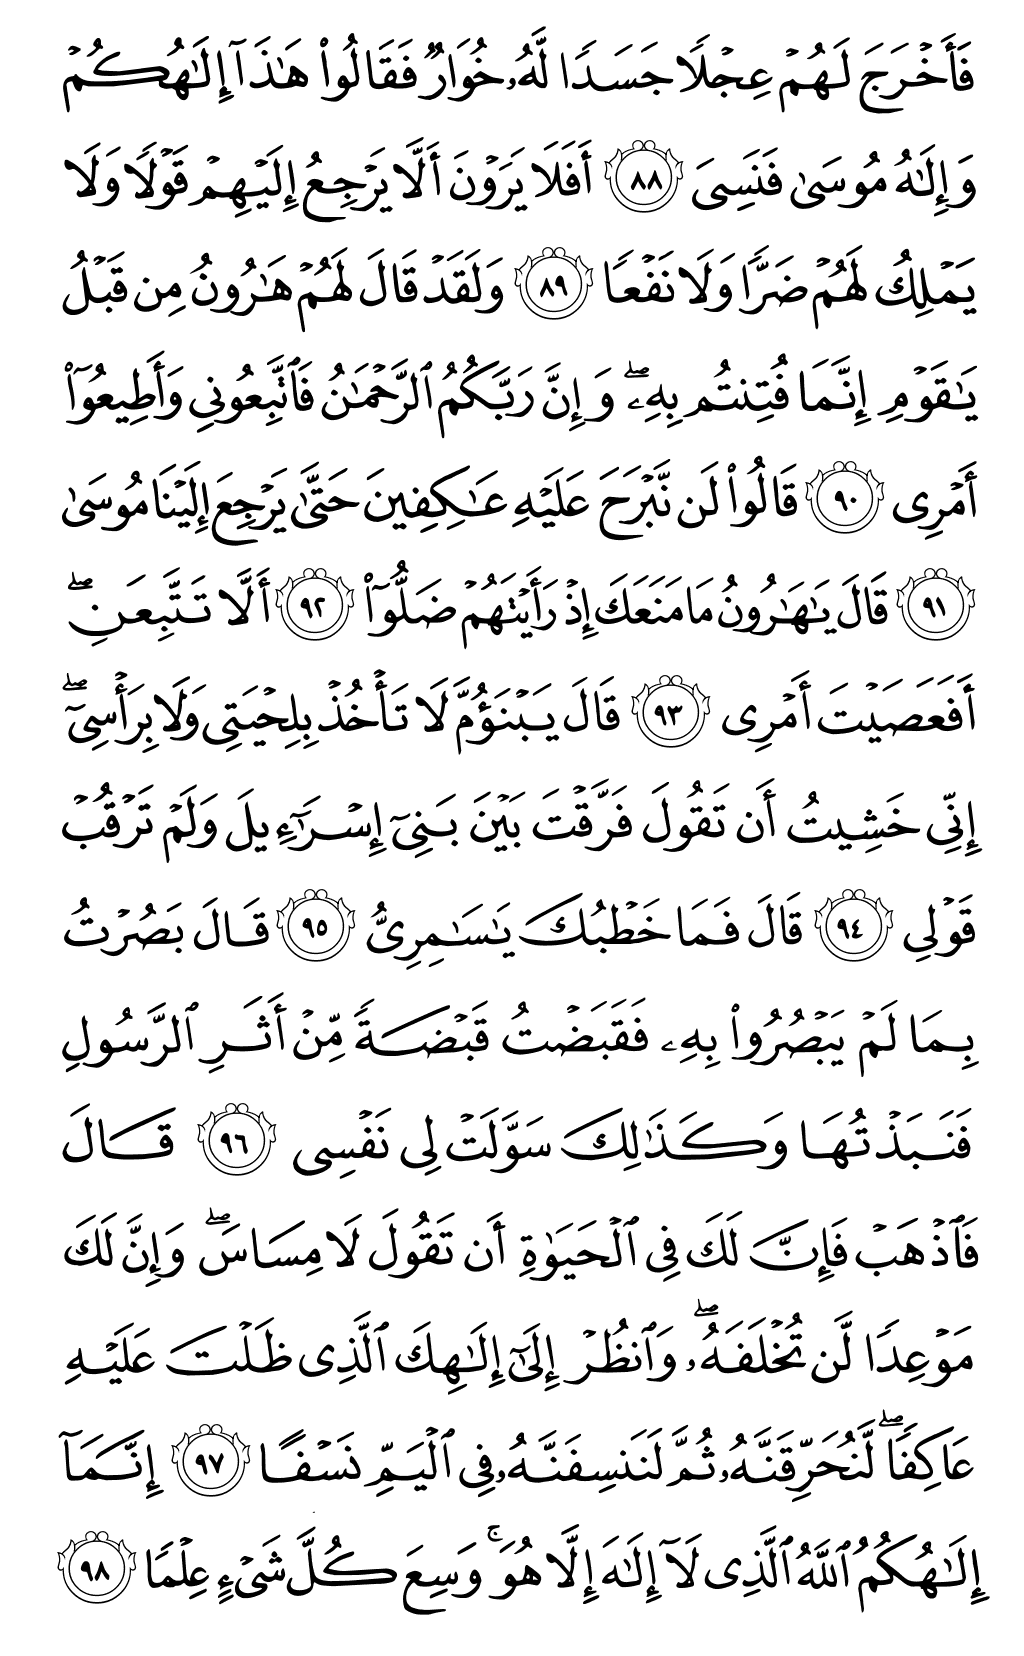 فَأَخۡرَجَ لَهُمۡ عِجۡلًا جَسَدًا لَّهُۥ خُوَارٌ فَقَالُواْ هَٰذَآ إِلَٰهُكُمۡ
وَإِلَٰهُ مُوسَىٰ فَنَسِيَ ٨٨ أَفَلَا يَرَوۡنَ أَلَّا يَرۡجِعُ إِلَيۡهِمۡ قَوۡلًا وَلَا
يَمۡلِكُ لَهُمۡ ضَرًّا وَلَا نَفۡعًا ٨٩ وَلَقَدۡ قَالَ لَهُمۡ هَٰرُونُ مِن قَبۡلُ
يَٰقَوۡمِ إِنَّمَا فُتِنتُم بِهِۦۖ وَإِنَّ رَبَّكُمُ ٱلرَّحۡمَٰنُ فَٱتَّبِعُونِي وَأَطِيعُوٓاْ
أَمۡرِي ٩٠ قَالُواْ لَن نَّبۡرَحَ عَلَيۡهِ عَٰكِفِينَ حَتَّىٰ يَرۡجِعَ إِلَيۡنَا مُوسَىٰ
٩١ قَالَ يَٰهَٰرُونُ مَا مَنَعَكَ إِذۡ رَأَيۡتَهُمۡ ضَلُّوٓاْ ٩٢ أَلَّا تَتَّبِعَنِۖ
أَفَعَصَيۡتَ أَمۡرِي ٩٣ قَالَ يَبۡنَؤُمَّ لَا تَأۡخُذۡ بِلِحۡيَتِي وَلَا بِرَأۡسِيٓۖ
إِنِّي خَشِيتُ أَن تَقُولَ فَرَّقۡتَ بَيۡنَ بَنِيٓ إِسۡرَٰٓءِيلَ وَلَمۡ تَرۡقُبۡ
قَوۡلِي ٩٤ قَالَ فَمَا خَطۡبُكَ يَٰسَٰمِرِيُّ ٩٥ قَالَ بَصُرۡتُ
بِمَا لَمۡ يَبۡصُرُواْ بِهِۦ فَقَبَضۡتُ قَبۡضَةً مِّنۡ أَثَرِ ٱلرَّسُولِ
فَنَبَذۡتُهَا وَكَذَٰلِكَ سَوَّلَتۡ لِي نَفۡسِي ٩٦ قَالَ
فَٱذۡهَبۡ فَإِنَّ لَكَ فِي ٱلۡحَيَوٰةِ أَن تَقُولَ لَا مِسَاسَۖ وَإِنَّ لَكَ
مَوۡعِدًا لَّن تُخۡلَفَهُۥۖ وَٱنظُرۡ إِلَىٰٓ إِلَٰهِكَ ٱلَّذِي ظَلۡتَ عَلَيۡهِ
عَاكِفًاۖ لَّنُحَرِّقَنَّهُۥ ثُمَّ لَنَنسِفَنَّهُۥ فِي ٱلۡيَمِّ نَسۡفًا ٩٧ إِنَّمَآ
إِلَٰهُكُمُ ٱللَّهُ ٱلَّذِي لَآ إِلَٰهَ إِلَّا هُوَۚ وَسِعَ كُلَّ شَيۡءٍ عِلۡمًا ٩٨